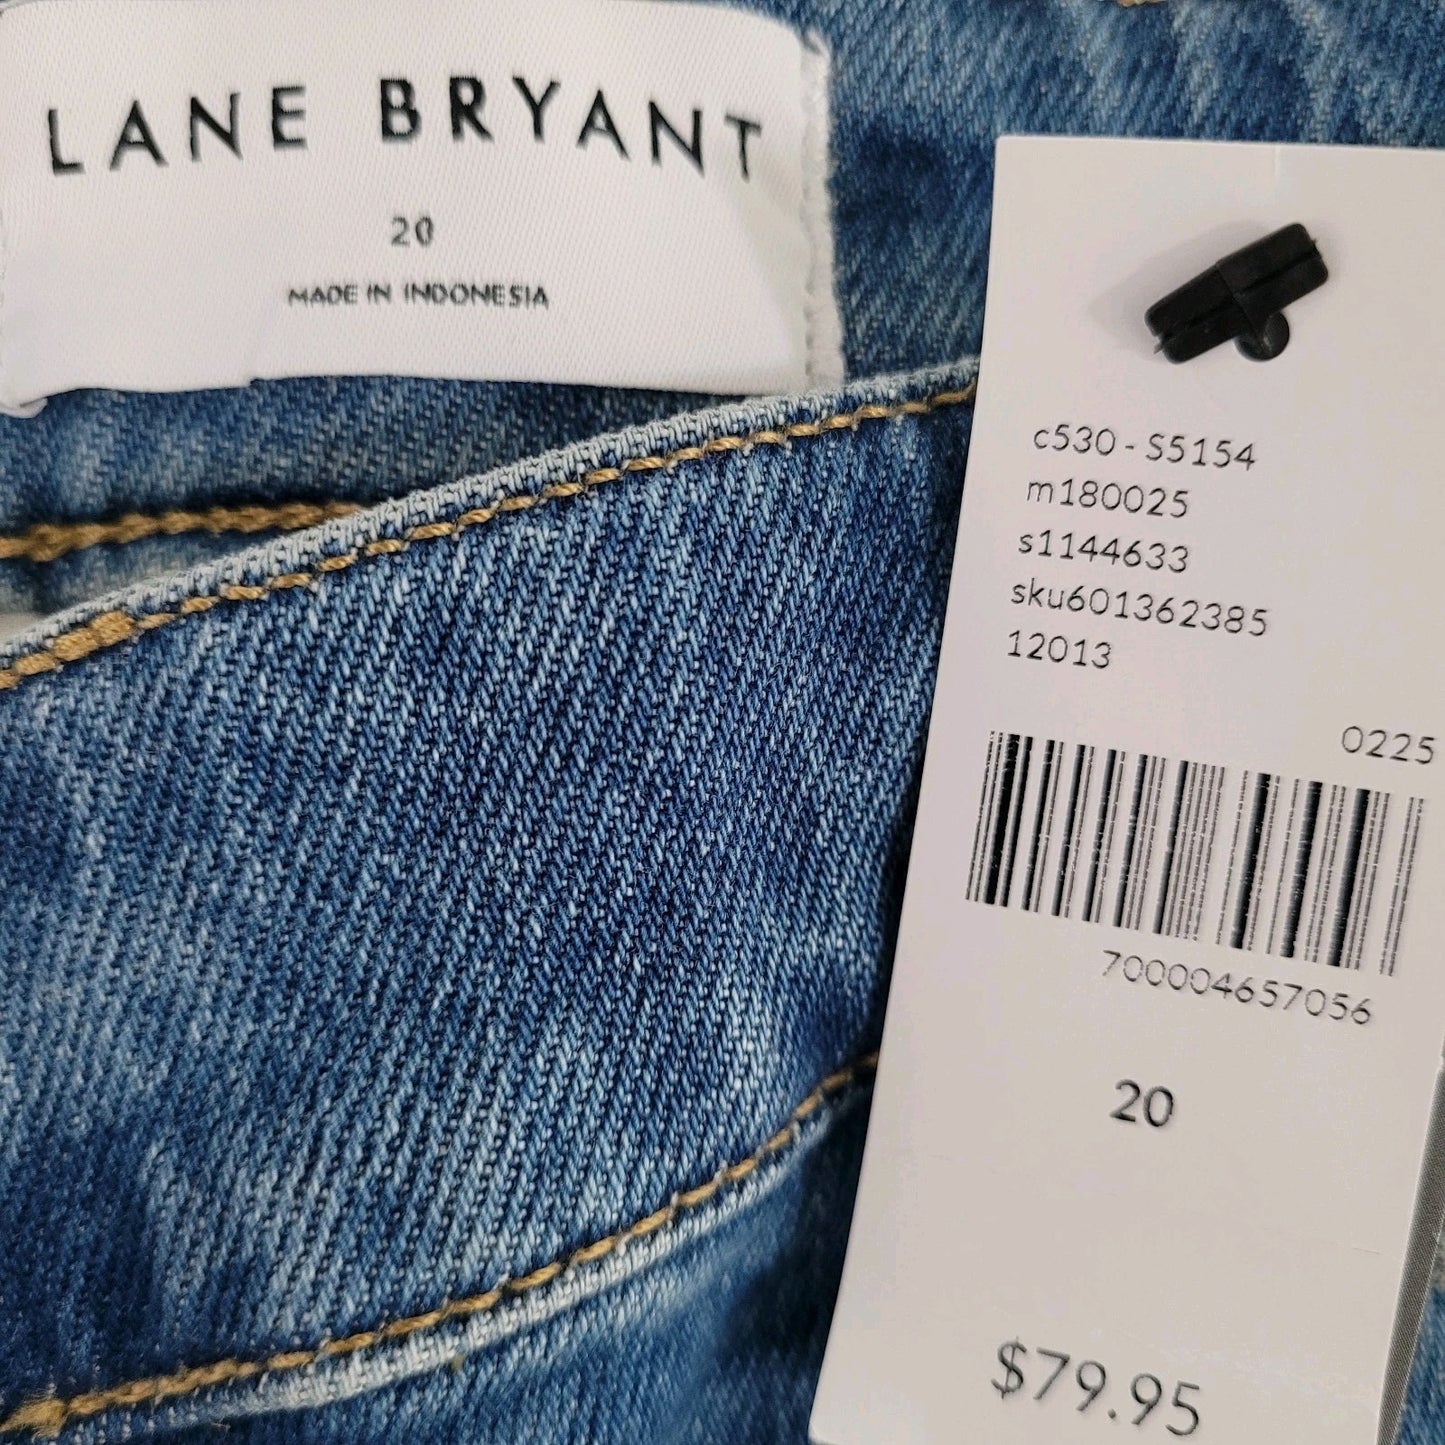 LANE BRYANT
20
MADE IN INDONESIA
c530 - S5154
m180025
s1144633
sku601362385
12013
0225
700004657056
20
$79.95